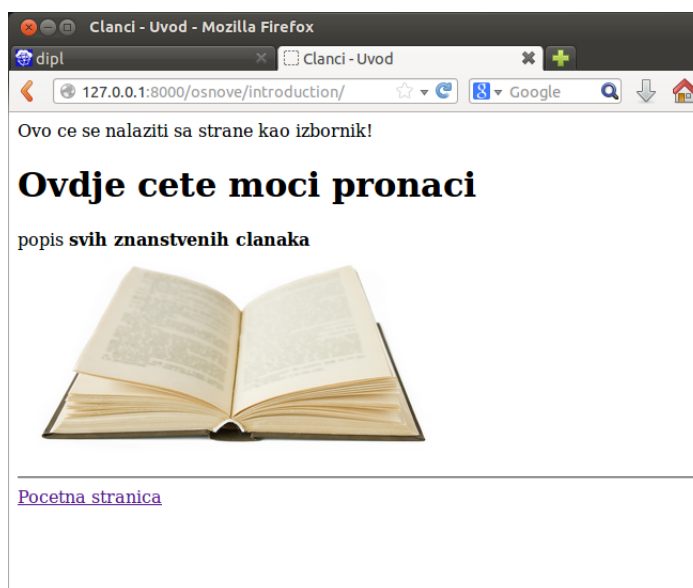 Clanci - Uvod - Mozilla Firefox
dipl
Clanci - Uvod
127.0.0.1:8000/osnove/introduction/
Google
Ovo ce se nalaziti sa strane kao izbornik!
Ovdje cete moci pronaci
popis svih znanstvenih clanaka
Pocetna stranica